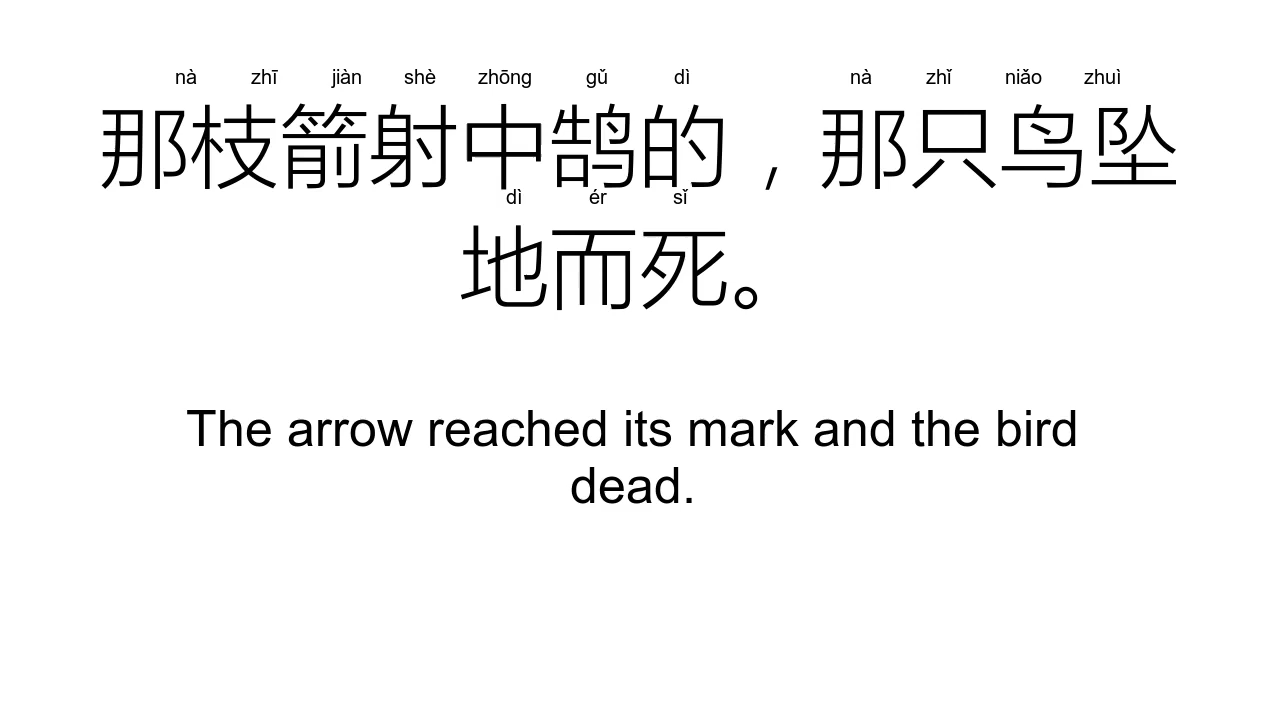 nà zhī jiàn shè zhōng gǔ dì nà zhǐ niǎo zhuì
那枝箭射中鹄的，那只鸟坠
dì ér sǐ
地而死。
The arrow reached its mark and the bird
dead.